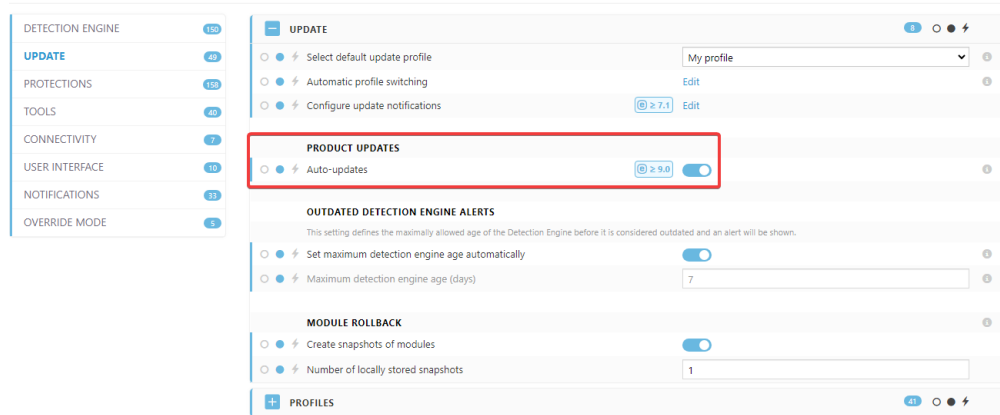 DETECTION ENGINE 150
UPDATE 49
PROTECTIONS 158
TOOLS 40
CONNECTIVITY 7
USER INTERFACE 10
NOTIFICATIONS 33
OVERRIDE MODE 5
UPDATE 8
Select default update profile My profile
Automatic profile switching Edit
Configure update notifications e ≥ 7.1 Edit
PRODUCT UPDATES
Auto-updates e ≥ 9.0
OUTDATED DETECTION ENGINE ALERTS
This setting defines the maximally allowed age of the Detection Engine before it is considered outdated and an alert will be shown.
Set maximum detection engine age automatically
Maximum detection engine age (days) 7
MODULE ROLLBACK
Create snapshots of modules
Number of locally stored snapshots 1
PROFILES 41